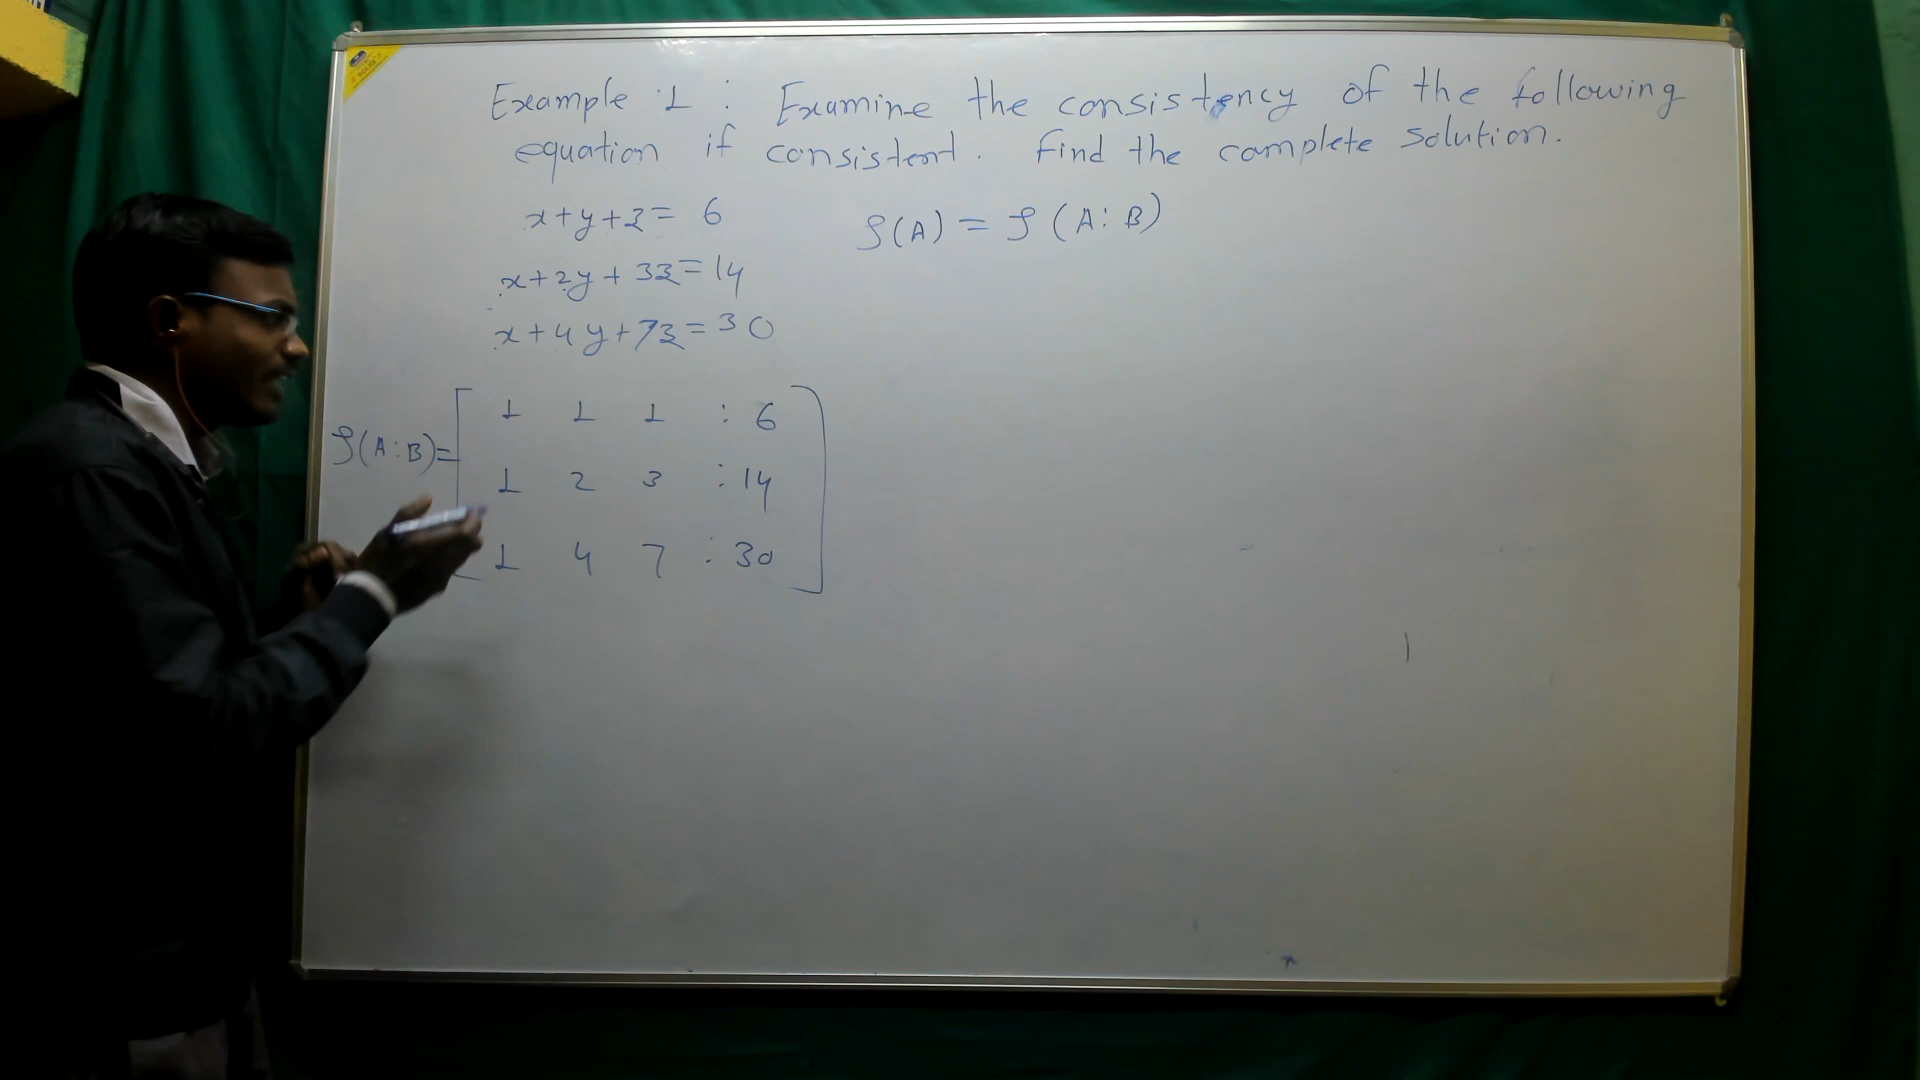 Example 1 : Examine the consistency of the following
equation if consistent. Find the complete solution.
x+y+z= 6
ρ(A) = ρ(A:B)
x+2y+3z=14
x+4y+7z=30
ρ(A:B)=
1 1 1 : 6
1 2 3 : 14
1 4 7 : 30